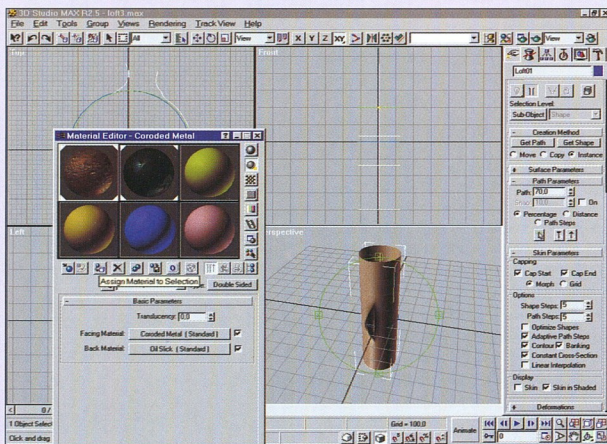 3D Studio MAX R2.5 - loft3.max
File Edit Tools Group Views Rendering Track View Help
All View X Y Z XY View
Top
Front
Left
Perspective
Material Editor - Coroded Metal
Assign Material to Selection
Double Sided
Basic Parameters
Translucency: 0,0
Facing Material: Coroded Metal ( Standard )
Back Material: Oil Slick ( Standard )
Loft01
Selection Level:
Sub-Object Shape
Creation Method
Get Path Get Shape
Move Copy Instance
Surface Parameters
Path Parameters
Path: 70,0
Snap: 10,0 On
Percentage Distance
Path Steps
Skin Parameters
Capping
Cap Start Cap End
Morph Grid
Options
Shape Steps: 5
Path Steps: 5
Optimize Shapes
Adaptive Path Steps
Contour Banking
Constant Cross-Section
Linear Interpolation
Display
Skin Skin in Shaded
Deformations
0 /
1 Object Select
Click and drag
Grid = 100,0
Animate
0